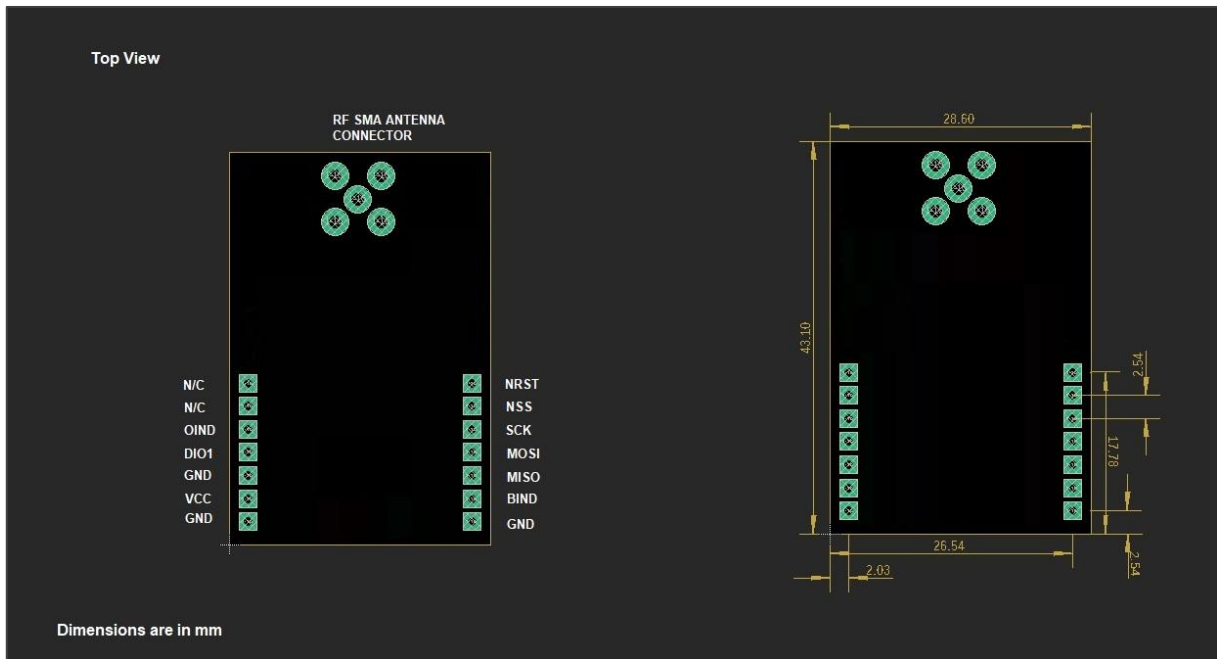 Top View
RF SMA ANTENNA
CONNECTOR
N/C
N/C
OIND
DIO1
GND
VCC
GND
NRST
NSS
SCK
MOSI
MISO
BIND
GND
28.60
43.10
2.54
17.78
26.54
2.03
2.54
Dimensions are in mm